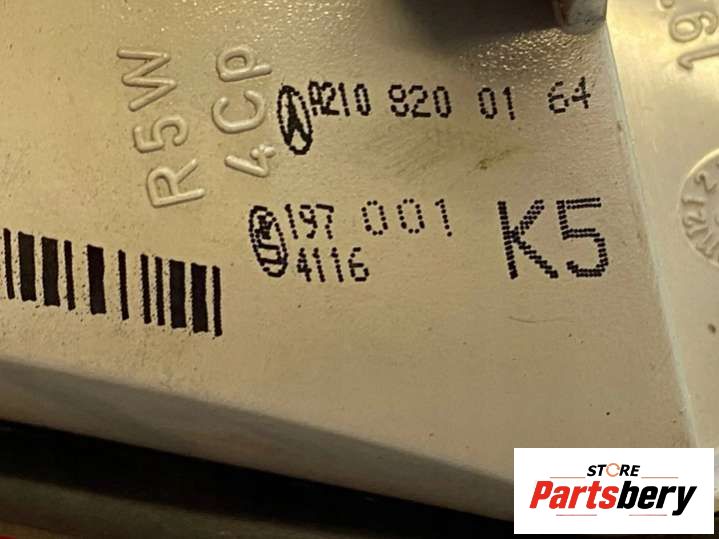 R5W
4Cp
A210 820 01 64
197 001
4116
K5
STORE
Partsbery